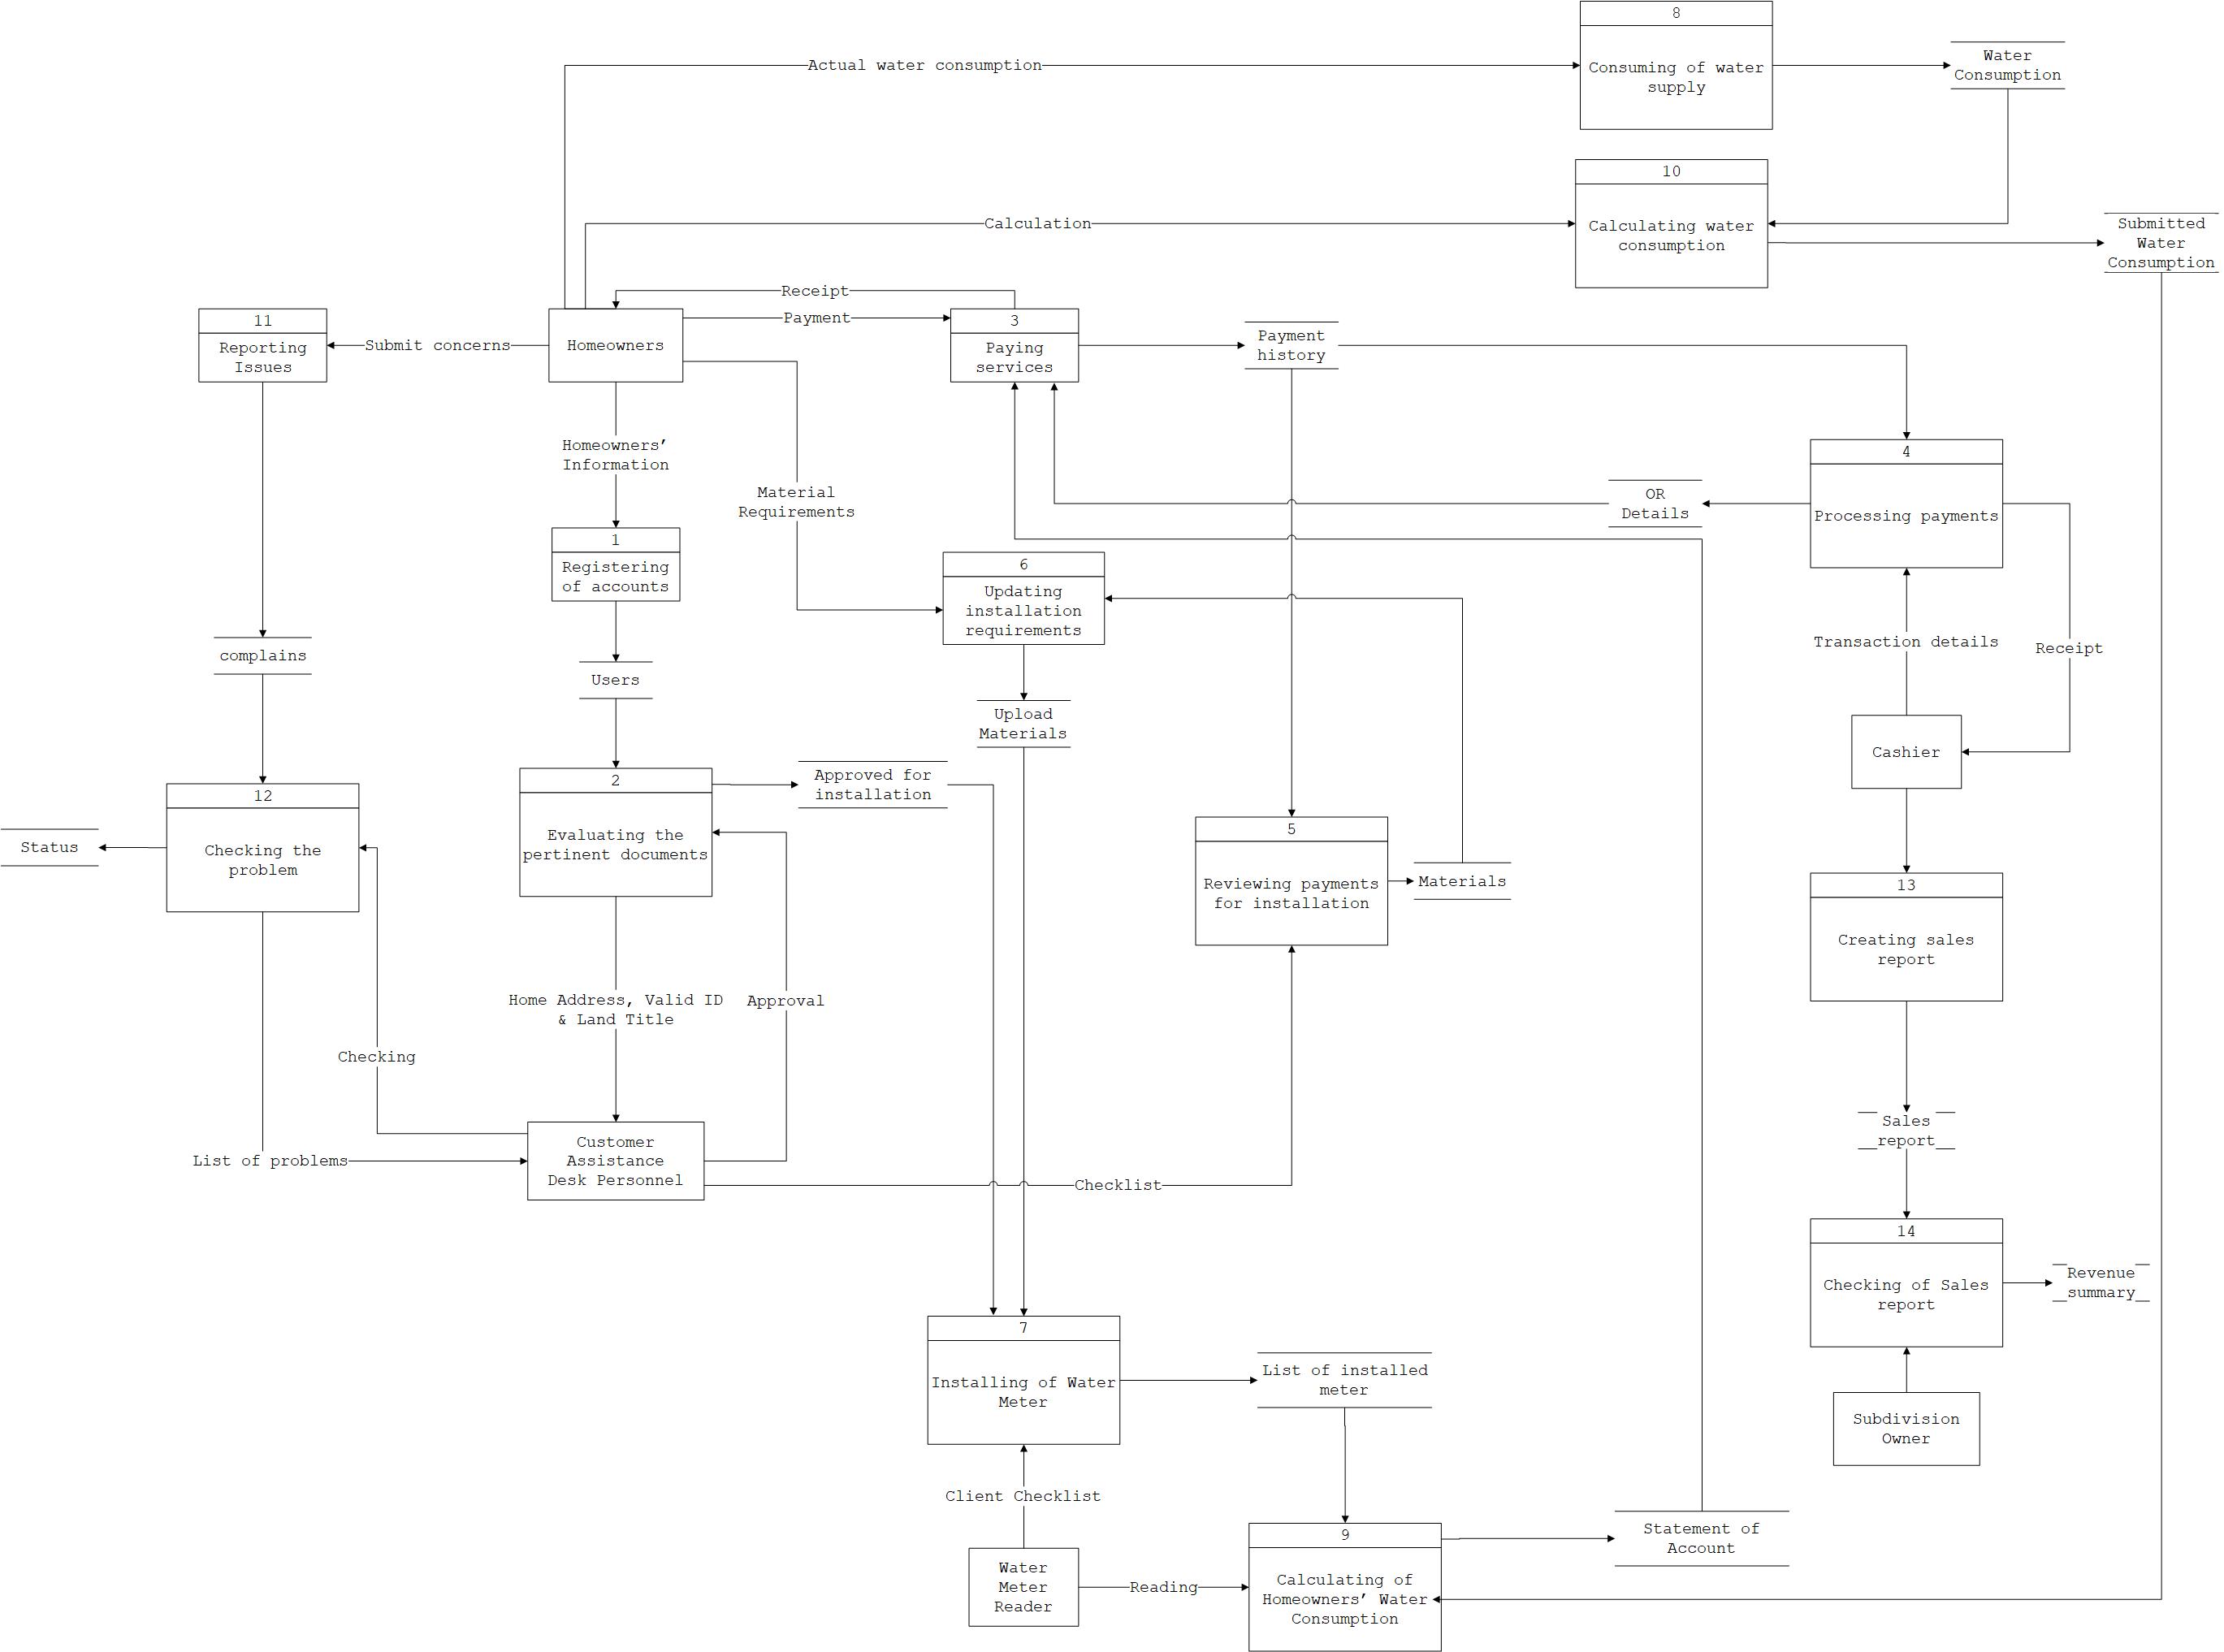 8
Consuming of water
supply
Actual water consumption
Water
Consumption
10
Calculating water
consumption
Calculation
Submitted
Water
Consumption
Receipt
11
Reporting
Issues
Submit concerns
Homeowners
Payment
3
Paying
services
Payment
history
Homeowners’
Information
4
Processing payments
Material
Requirements
OR
Details
1
Registering
of accounts
6
Updating
installation
requirements
complains
Users
Transaction details
Receipt
Upload
Materials
Cashier
12
Checking the
problem
2
Evaluating the
pertinent documents
Approved for
installation
Status
5
Reviewing payments
for installation
Materials
13
Creating sales
report
Home Address, Valid ID
& Land Title
Approval
Checking
Sales
report
List of problems
Customer
Assistance
Desk Personnel
Checklist
14
Checking of Sales
report
Revenue
summary
7
Installing of Water
Meter
List of installed
meter
Subdivision
Owner
Client Checklist
9
Calculating of
Homeowners’ Water
Consumption
Statement of
Account
Water
Meter
Reader
Reading